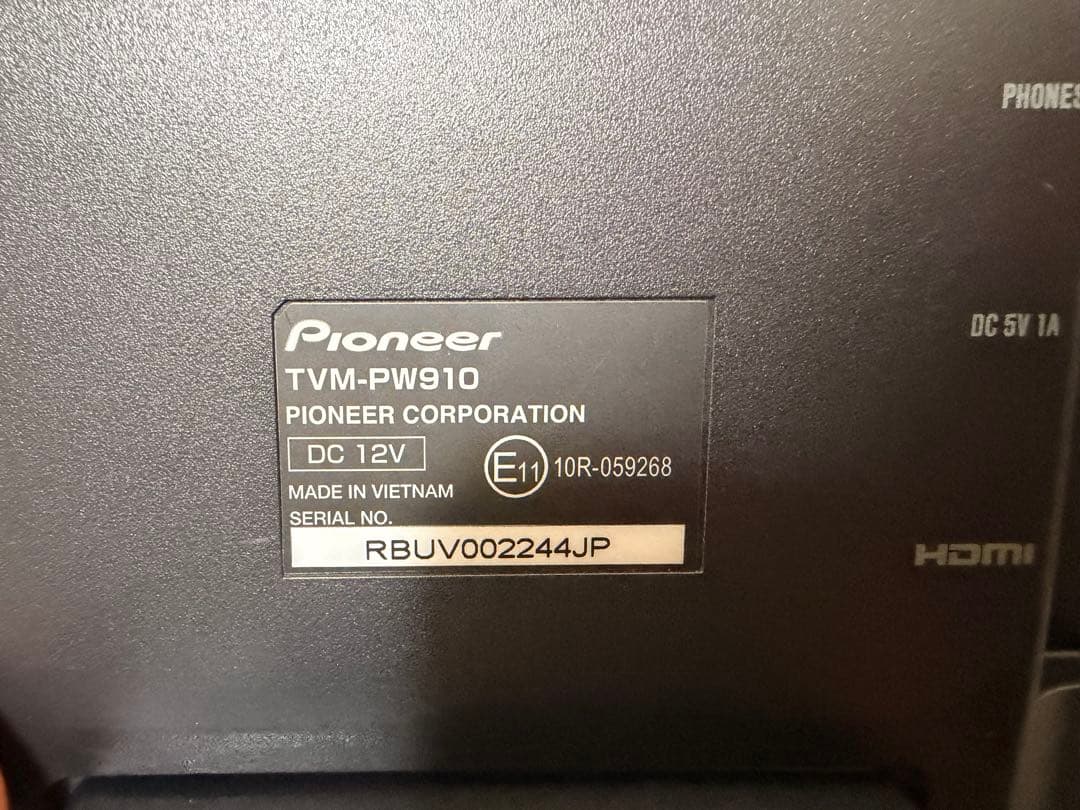 PHONES
DC 5V 1A
HDMI
Pioneer
TVM-PW910
PIONEER CORPORATION
DC 12V
E11 10R-059268
MADE IN VIETNAM
SERIAL NO.
RBUV002244JP